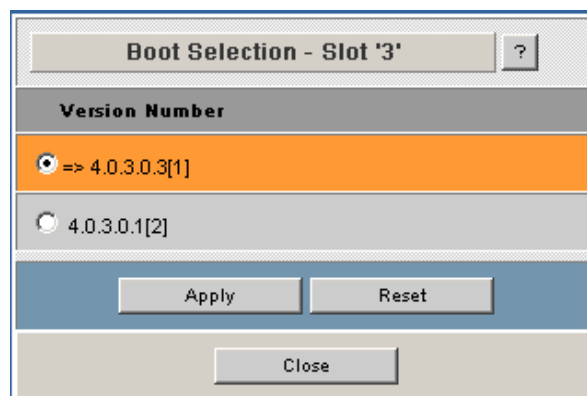 Boot Selection - Slot '3' ?
Version Number
=> 4.0.3.0.3[1]
4.0.3.0.1[2]
Apply Reset
Close